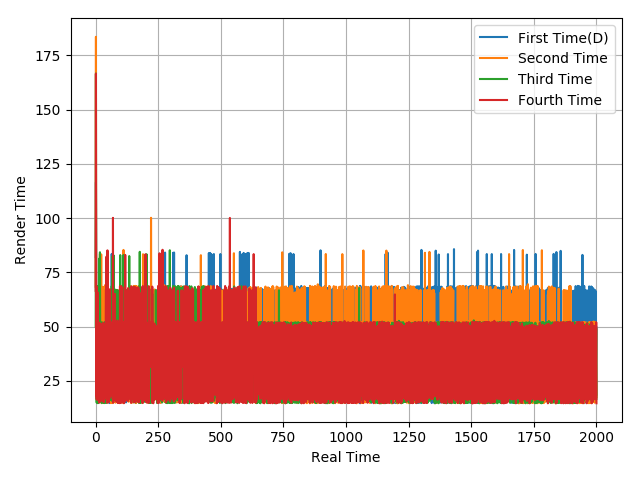 First Time(D)
Second Time
Third Time
Fourth Time
175
150
125
100
75
50
25
Render Time
0 250 500 750 1000 1250 1500 1750 2000
Real Time